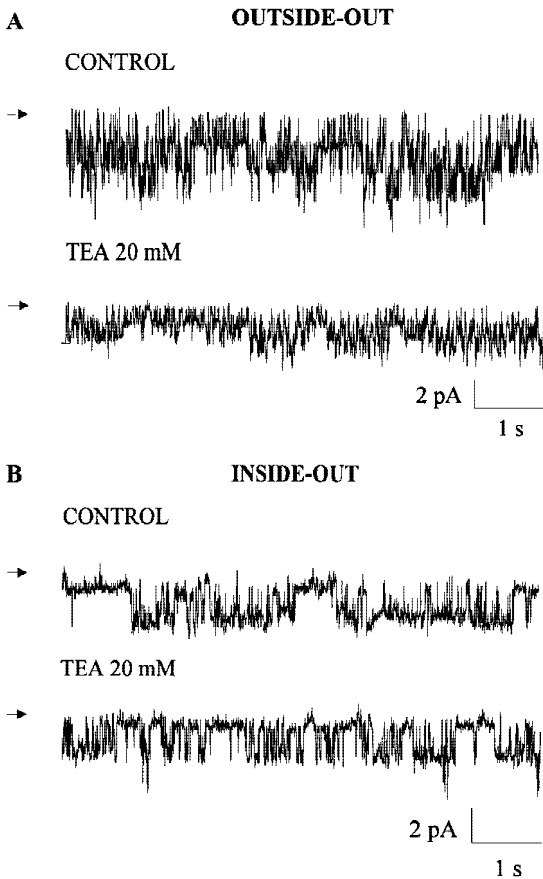 A
OUTSIDE-OUT
CONTROL
TEA 20 mM
2 pA
1 s
B
INSIDE-OUT
CONTROL
TEA 20 mM
2 pA
1 s